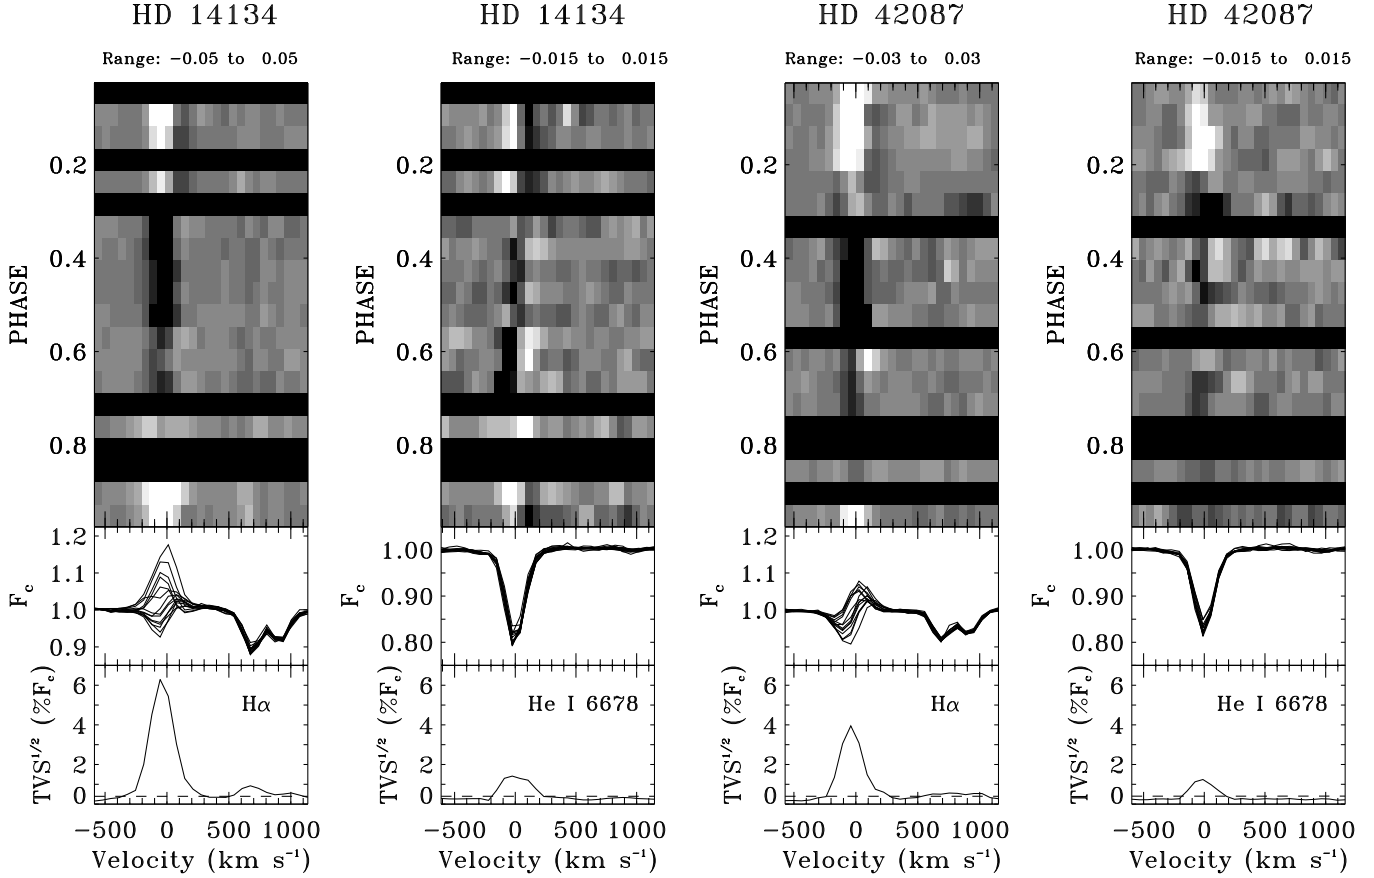 HD 14134 HD 14134 HD 42087 HD 42087
Range: −0.05 to 0.05 Range: −0.015 to 0.015 Range: −0.03 to 0.03 Range: −0.015 to 0.015
0.2 0.2 0.2 0.2
0.4 0.4 0.4 0.4
PHASE PHASE PHASE PHASE
0.6 0.6 0.6 0.6
0.8 0.8 0.8 0.8
1.2 1.00 1.2 1.00
1.1 0.90 1.1 0.90
Fc Fc Fc Fc
1.0 0.80 1.0 0.80
0.9 0.9
6 6 6 6
Hα He I 6678 Hα He I 6678
4 4 4 4
TVS1/2 (%Fc) TVS1/2 (%Fc) TVS1/2 (%Fc) TVS1/2 (%Fc)
2 2 2 2
0 0 0 0
−500 0 500 1000 −500 0 500 1000 −500 0 500 1000 −500 0 500 1000
Velocity (km s−1) Velocity (km s−1) Velocity (km s−1) Velocity (km s−1)